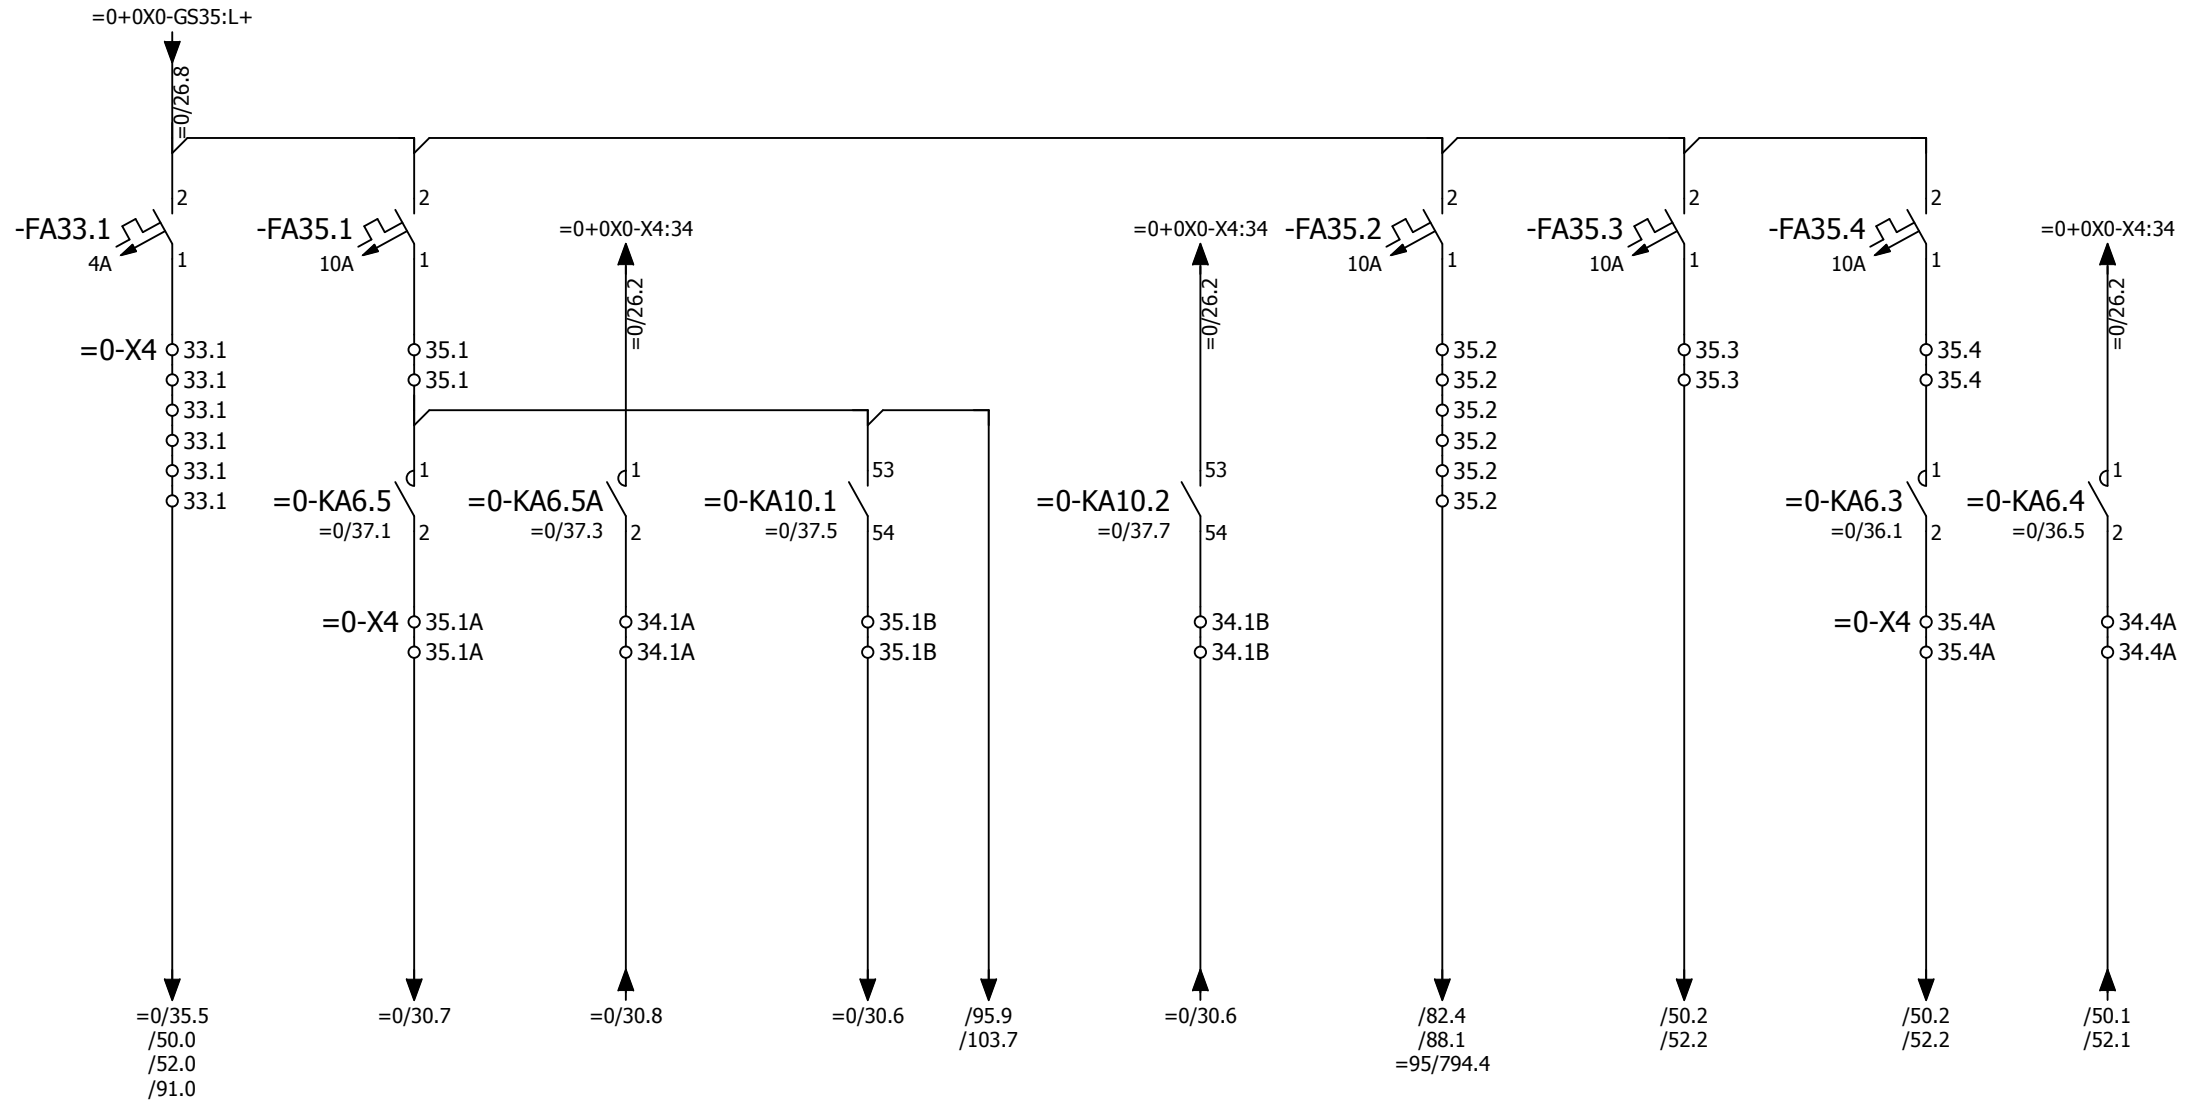 =0+0X0-GS35:L+
=0/26.8
2 2 2 2 2
-FA33.1 -FA35.1 =0+0X0-X4:34 =0+0X0-X4:34 -FA35.2 -FA35.3 -FA35.4 =0+0X0-X4:34
4A 1 10A 1 10A 1 10A 1 10A 1
=0/26.2 =0/26.2 =0/26.2
=0-X4 33.1 35.1 35.2 35.3 35.4
33.1 35.1 35.2 35.3 35.4
33.1 35.2
33.1 35.2
33.1 1 1 53 53 35.2 1 1
33.1 =0-KA6.5 =0-KA6.5A =0-KA10.1 =0-KA10.2 35.2 =0-KA6.3 =0-KA6.4
=0/37.1 2 =0/37.3 2 =0/37.5 54 =0/37.7 54 =0/36.1 2 =0/36.5 2
=0-X4 35.1A 34.1A 35.1B 34.1B =0-X4 35.4A 34.4A
35.1A 34.1A 35.1B 34.1B 35.4A 34.4A
=0/35.5 =0/30.7 =0/30.8 =0/30.6 /95.9 =0/30.6 /82.4 /50.2 /50.2 /50.1
/50.0 /103.7 /88.1 /52.2 /52.2 /52.1
/52.0 =95/794.4
/91.0